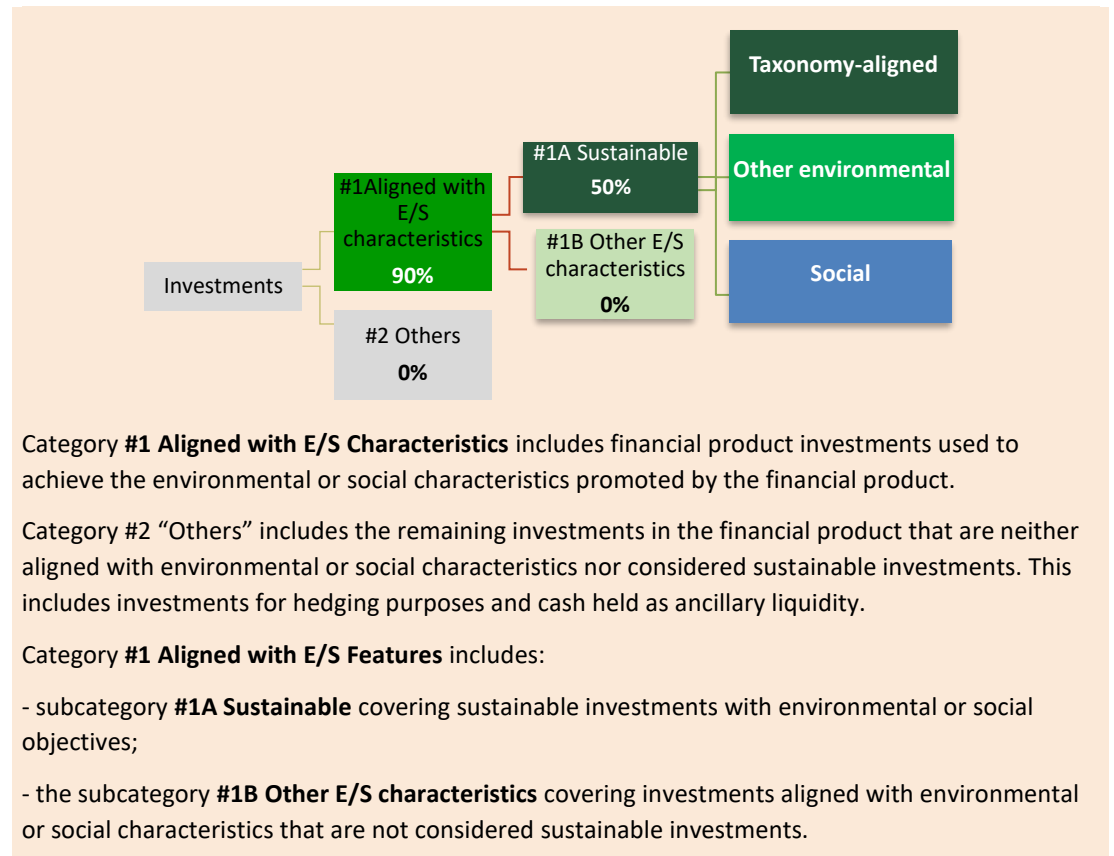 Taxonomy-aligned
#1A Sustainable
50%
Other environmental
#1Aligned with
E/S
characteristics
90%
#1B Other E/S
characteristics
0%
Social
Investments
#2 Others
0%
Category #1 Aligned with E/S Characteristics includes financial product investments used to
achieve the environmental or social characteristics promoted by the financial product.
Category #2 “Others” includes the remaining investments in the financial product that are neither
aligned with environmental or social characteristics nor considered sustainable investments. This
includes investments for hedging purposes and cash held as ancillary liquidity.
Category #1 Aligned with E/S Features includes:
- subcategory #1A Sustainable covering sustainable investments with environmental or social
objectives;
- the subcategory #1B Other E/S characteristics covering investments aligned with environmental
or social characteristics that are not considered sustainable investments.